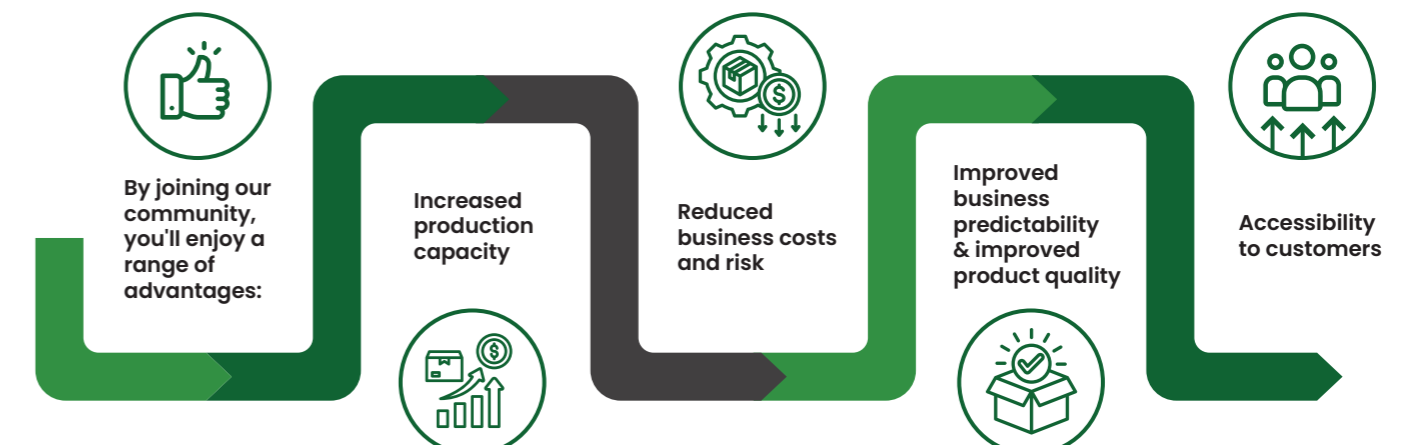 By joining our
community,
you'll enjoy a
range of
advantages:
Increased
production
capacity
Reduced
business costs
and risk
Improved
business
predictability
& improved
product quality
Accessibility
to customers